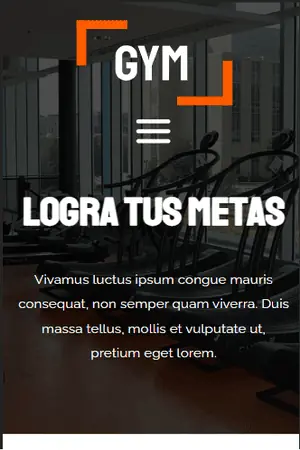 GYM
LOGRA TUS METAS
Vivamus luctus ipsum congue mauris
consequat, non semper quam viverra. Duis
massa tellus, mollis et vulputate ut,
pretium eget lorem.